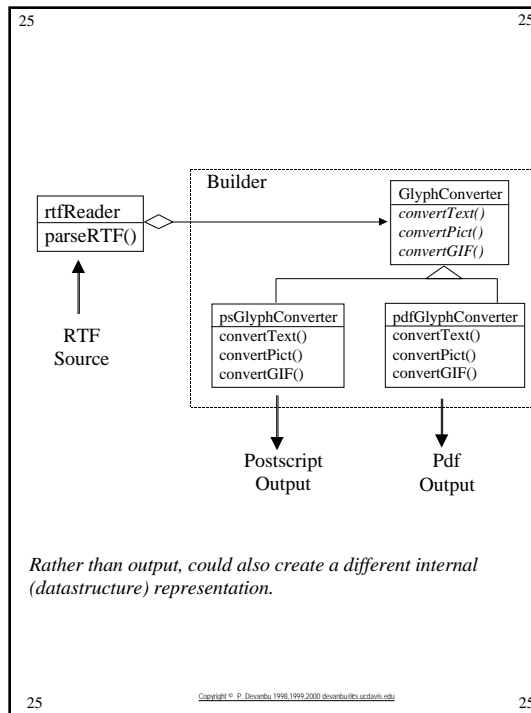 25
25
Builder
GlyphConverter
convertText()
convertPict()
convertGIF()
rtfReader
parseRTF()
psGlyphConverter
convertText()
convertPict()
convertGIF()
pdfGlyphConverter
convertText()
convertPict()
convertGIF()
RTF
Source
Postscript
Output
Pdf
Output
Rather than output, could also create a different internal
(datastructure) representation.
25
Copyright © P. Devanbu 1998,1999,2000 devanbu@cs.ucdavis.edu
25